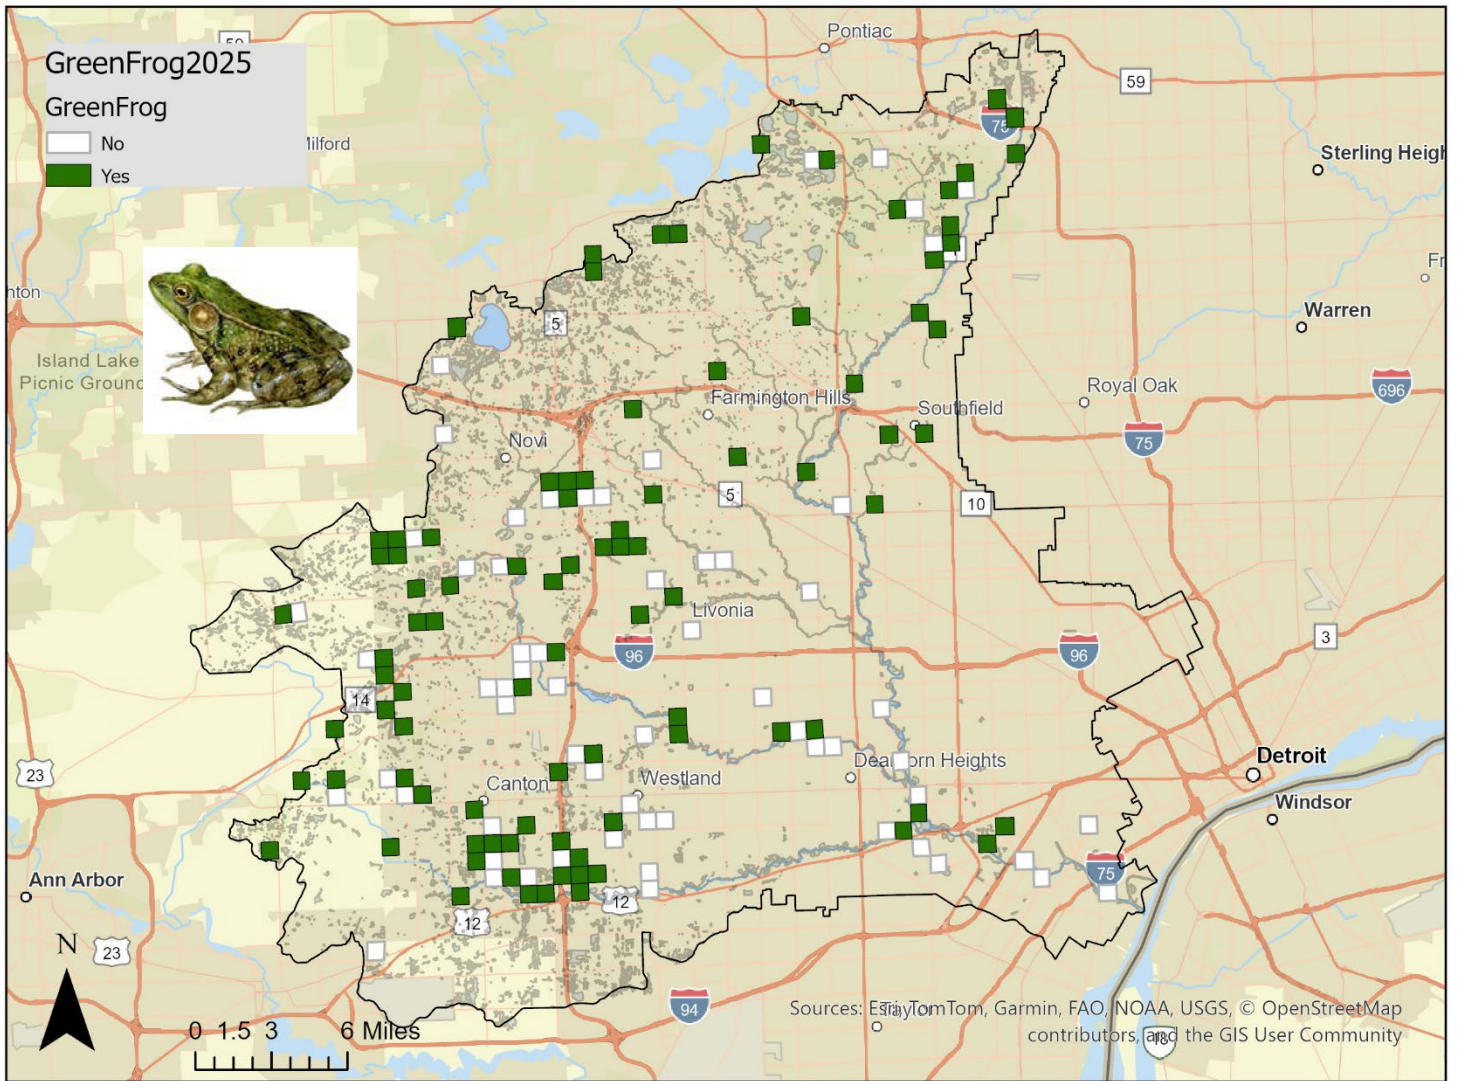 Pontiac
59
59
GreenFrog2025
GreenFrog
No
Yes
75
Sterling Heigh
Warren
5
Island Lake
Picnic Ground
Royal Oak
696
Farmington Hills
Southfield
75
Novi
5
10
Livonia
96
96
3
14
23
Detroit
Dearborn Heights
Westland
Canton
Windsor
75
Ann Arbor
12
12
N
23
94
0 1.5 3 6 Miles
Sources: Esri, TomTom, Garmin, FAO, NOAA, USGS, © OpenStreetMap
contributors, and the GIS User Community